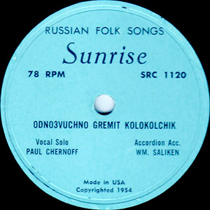 RUSSIAN FOLK SONGS
Sunrise
78 RPM SRC 1120
ODNO3VUCHNO GREMIT KOLOKOLCHIK
Vocal Solo Accordion Acc.
PAUL CHERNOFF WM. SALIKEN
Made in USA
Copyrighted 1954